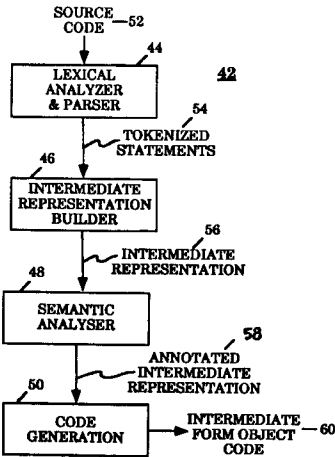 SOURCE
CODE 52
44
LEXICAL
ANALYZER
& PARSER
42
54
TOKENIZED
STATEMENTS
46
INTERMEDIATE
REPRESENTATION
BUILDER
56
INTERMEDIATE
REPRESENTATION
48
SEMANTIC
ANALYSER
58
ANNOTATED
INTERMEDIATE
REPRESENTATION
50
CODE
GENERATION
INTERMEDIATE
FORM OBJECT 60
CODE